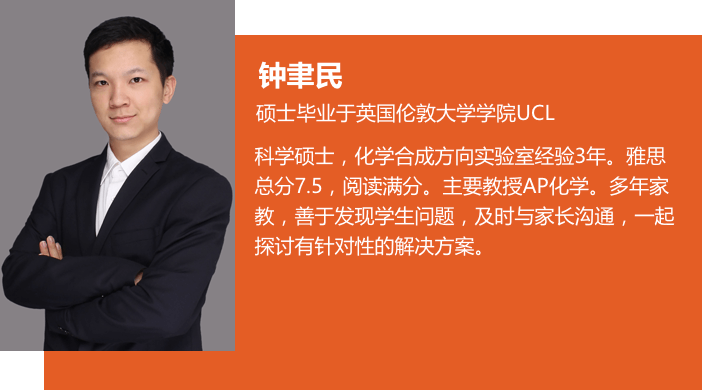 钟聿民
硕士毕业于英国伦敦大学学院UCL
科学硕士，化学合成方向实验室经验3年。雅思
总分7.5，阅读满分。主要教授AP化学。多年家
教，善于发现学生问题，及时与家长沟通，一起
探讨有针对性的解决方案。